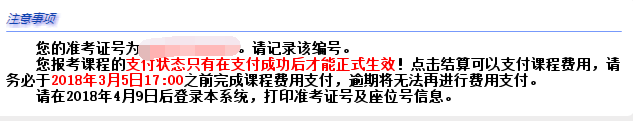 注意事项
您的准考证号为。请记录该编号。
您报考课程的支付状态只有在支付成功后才能正式生效！点击结算可以支付课程费用，请
务必于2018年3月5日17:00之前完成课程费用支付，逾期将无法再进行费用支付。
请在2018年4月9日后登录本系统，打印准考证号及座位号信息。